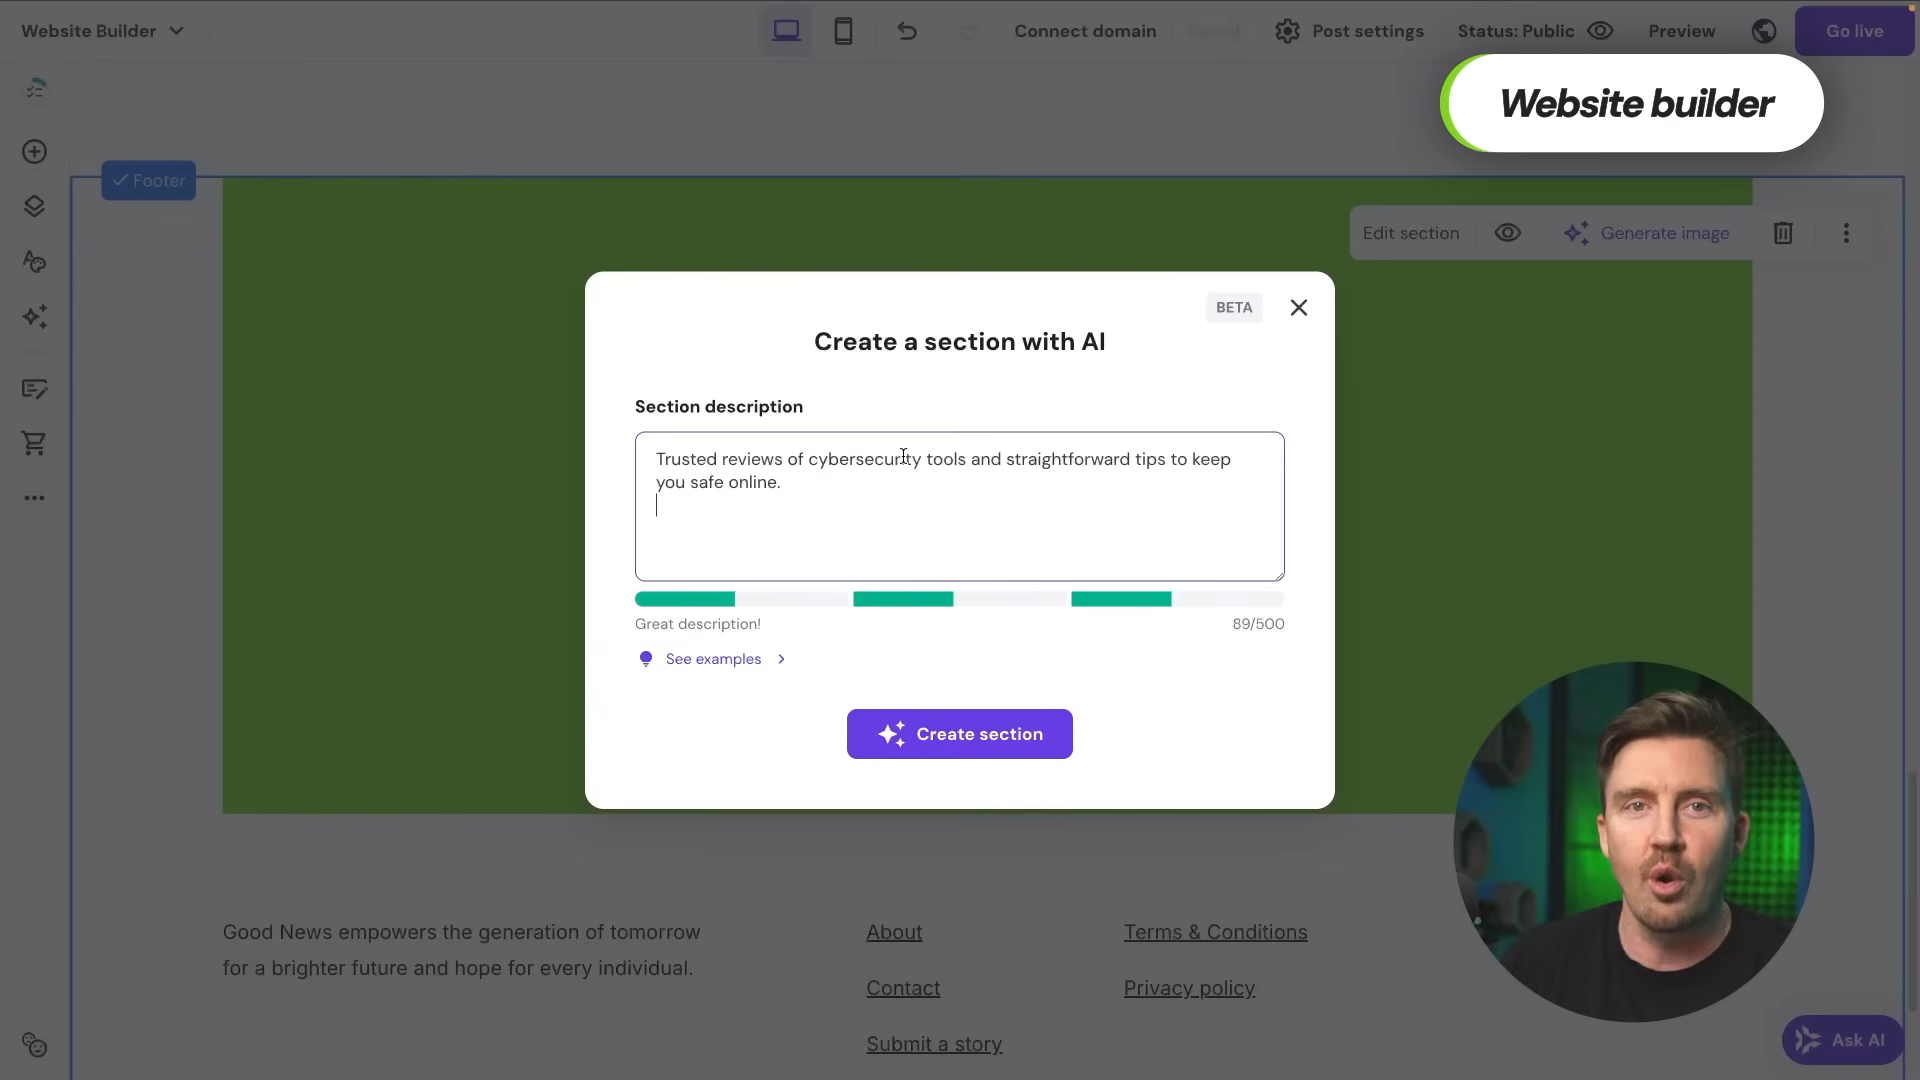 Website Builder
Connect domain
Saved
Post settings
Status: Public
Preview
Go live
Website builder
Footer
Edit section
Generate image
BETA
Create a section with AI
Section description
Trusted reviews of cybersecurity tools and straightforward tips to keep
you safe online.
Great description!
89/500
See examples
Create section
Good News empowers the generation of tomorrow
for a brighter future and hope for every individual.
About
Contact
Submit a story
Terms & Conditions
Privacy policy
Ask AI